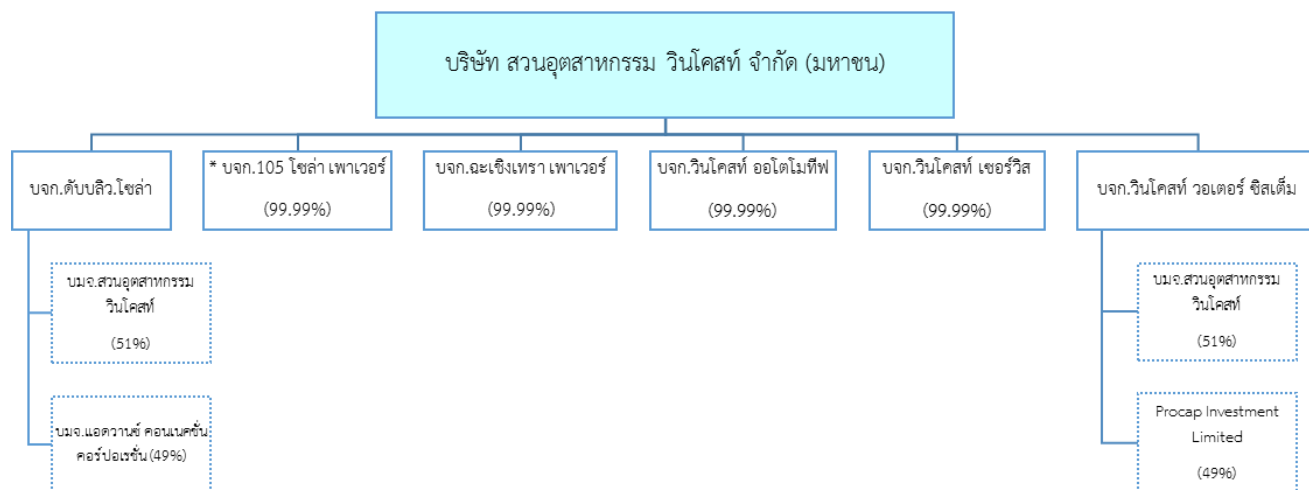 บริษัท สวนอุตสาหกรรม วินโคสท์ จำกัด (มหาชน)
บจก.ดับบลิว.โซล่า
* บจก.105 โซล่า เพาเวอร์
(99.99%)
บจก.ฉะเชิงเทรา เพาเวอร์
(99.99%)
บจก.วินโคสท์ ออโตโมทีฟ
(99.99%)
บจก.วินโคสท์ เซอร์วิส
(99.99%)
บจก.วินโคสท์ วอเตอร์ ซิสเต็ม
บมจ.สวนอุตสาหกรรม
วินโคสท์
(51%)
บมจ.แอดวานซ์ คอนเนคชั่น
คอร์ปอเรชั่น (49%)
บมจ.สวนอุตสาหกรรม
วินโคสท์
(51%)
Procap Investment
Limited
(49%)